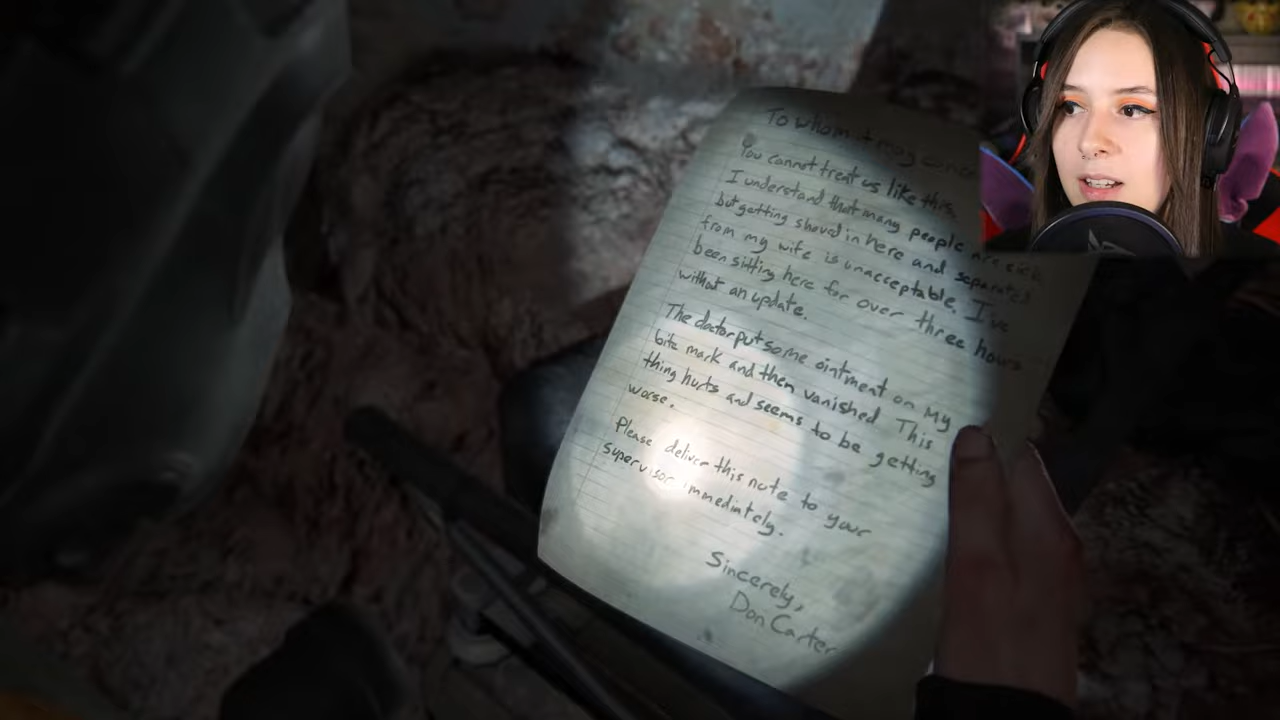 To whom it may concern
You cannot treat us like this.
I understand that many people are sick
but getting shoved in here and separated
from my wife is unacceptable. I've
been sitting here for over three hours
without an update.
The doctor put some ointment on my
bite mark and then vanished This
thing hurts and seems to be getting
worse.
Please deliver this note to your
supervisor immediately.
Sincerely,
Don Carter